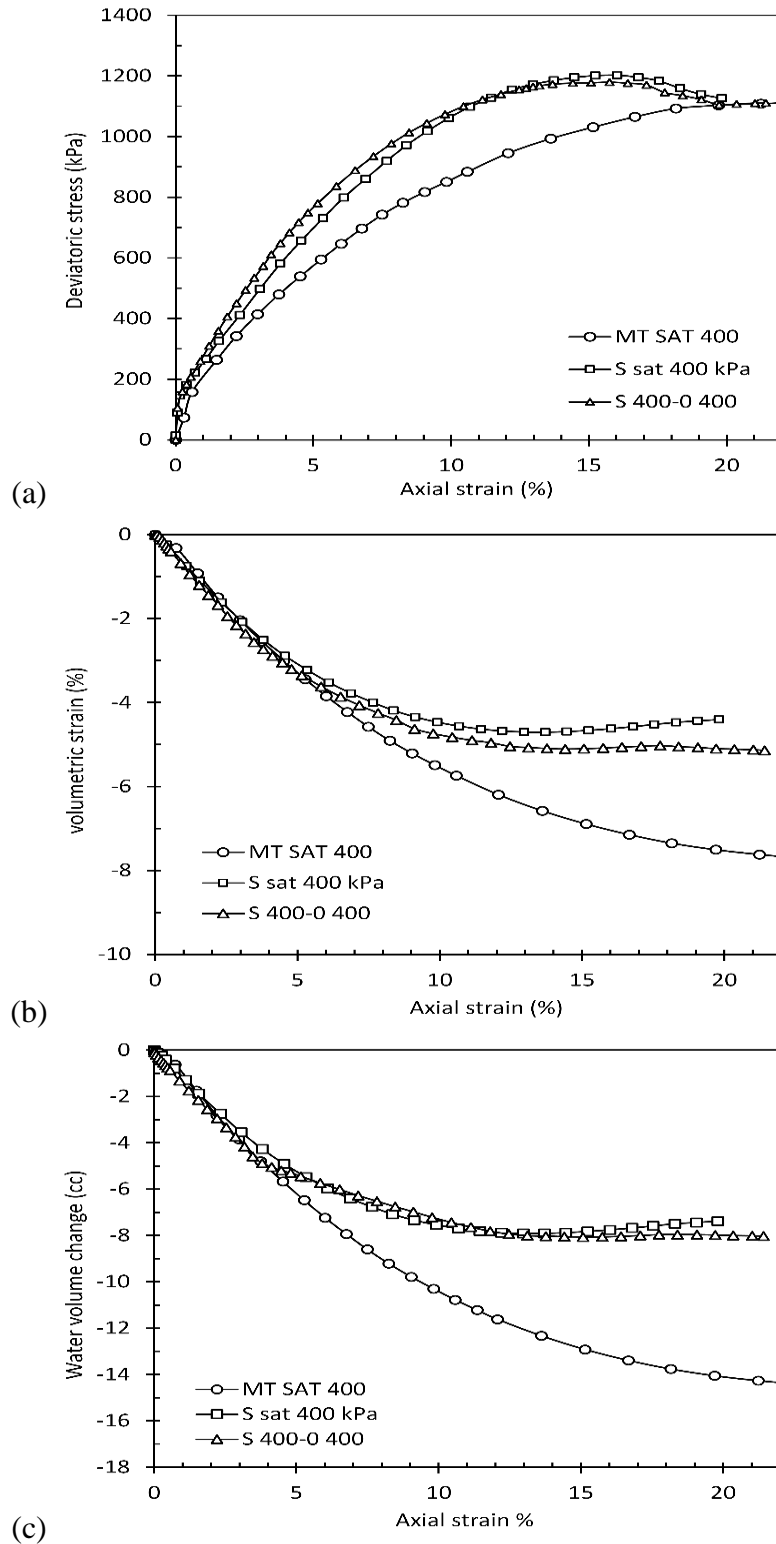 1400
1200
1000
800
600
400
200
0
Deviatoric stress (kPa)
MT SAT 400
S sat 400 kPa
S 400-0 400
0 5 10 15 20
Axial strain (%)
(a)
0
-2
-4
-6
-8
-10
volumetric strain (%)
MT SAT 400
S sat 400 kPa
S 400-0 400
0 5 10 15 20
Axial strain (%)
(b)
0
-2
-4
-6
-8
-10
-12
-14
-16
-18
Water volume change (cc)
MT SAT 400
S sat 400 kPa
S 400-0 400
0 5 10 15 20
Axial strain %
(c)